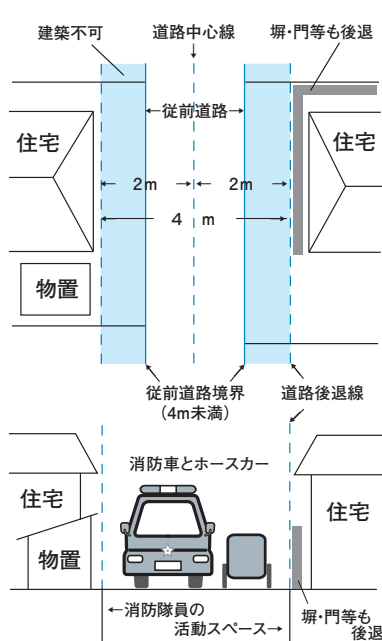 建築不可
道路中心線
塀・門等も後退
従前道路
住宅
住宅
2m
2m
4 m
物置
従前道路境界
(4m未満)
道路後退線
消防車とホースカー
住宅
住宅
物置
消防隊員の
活動スペース
塀・門等も
後退